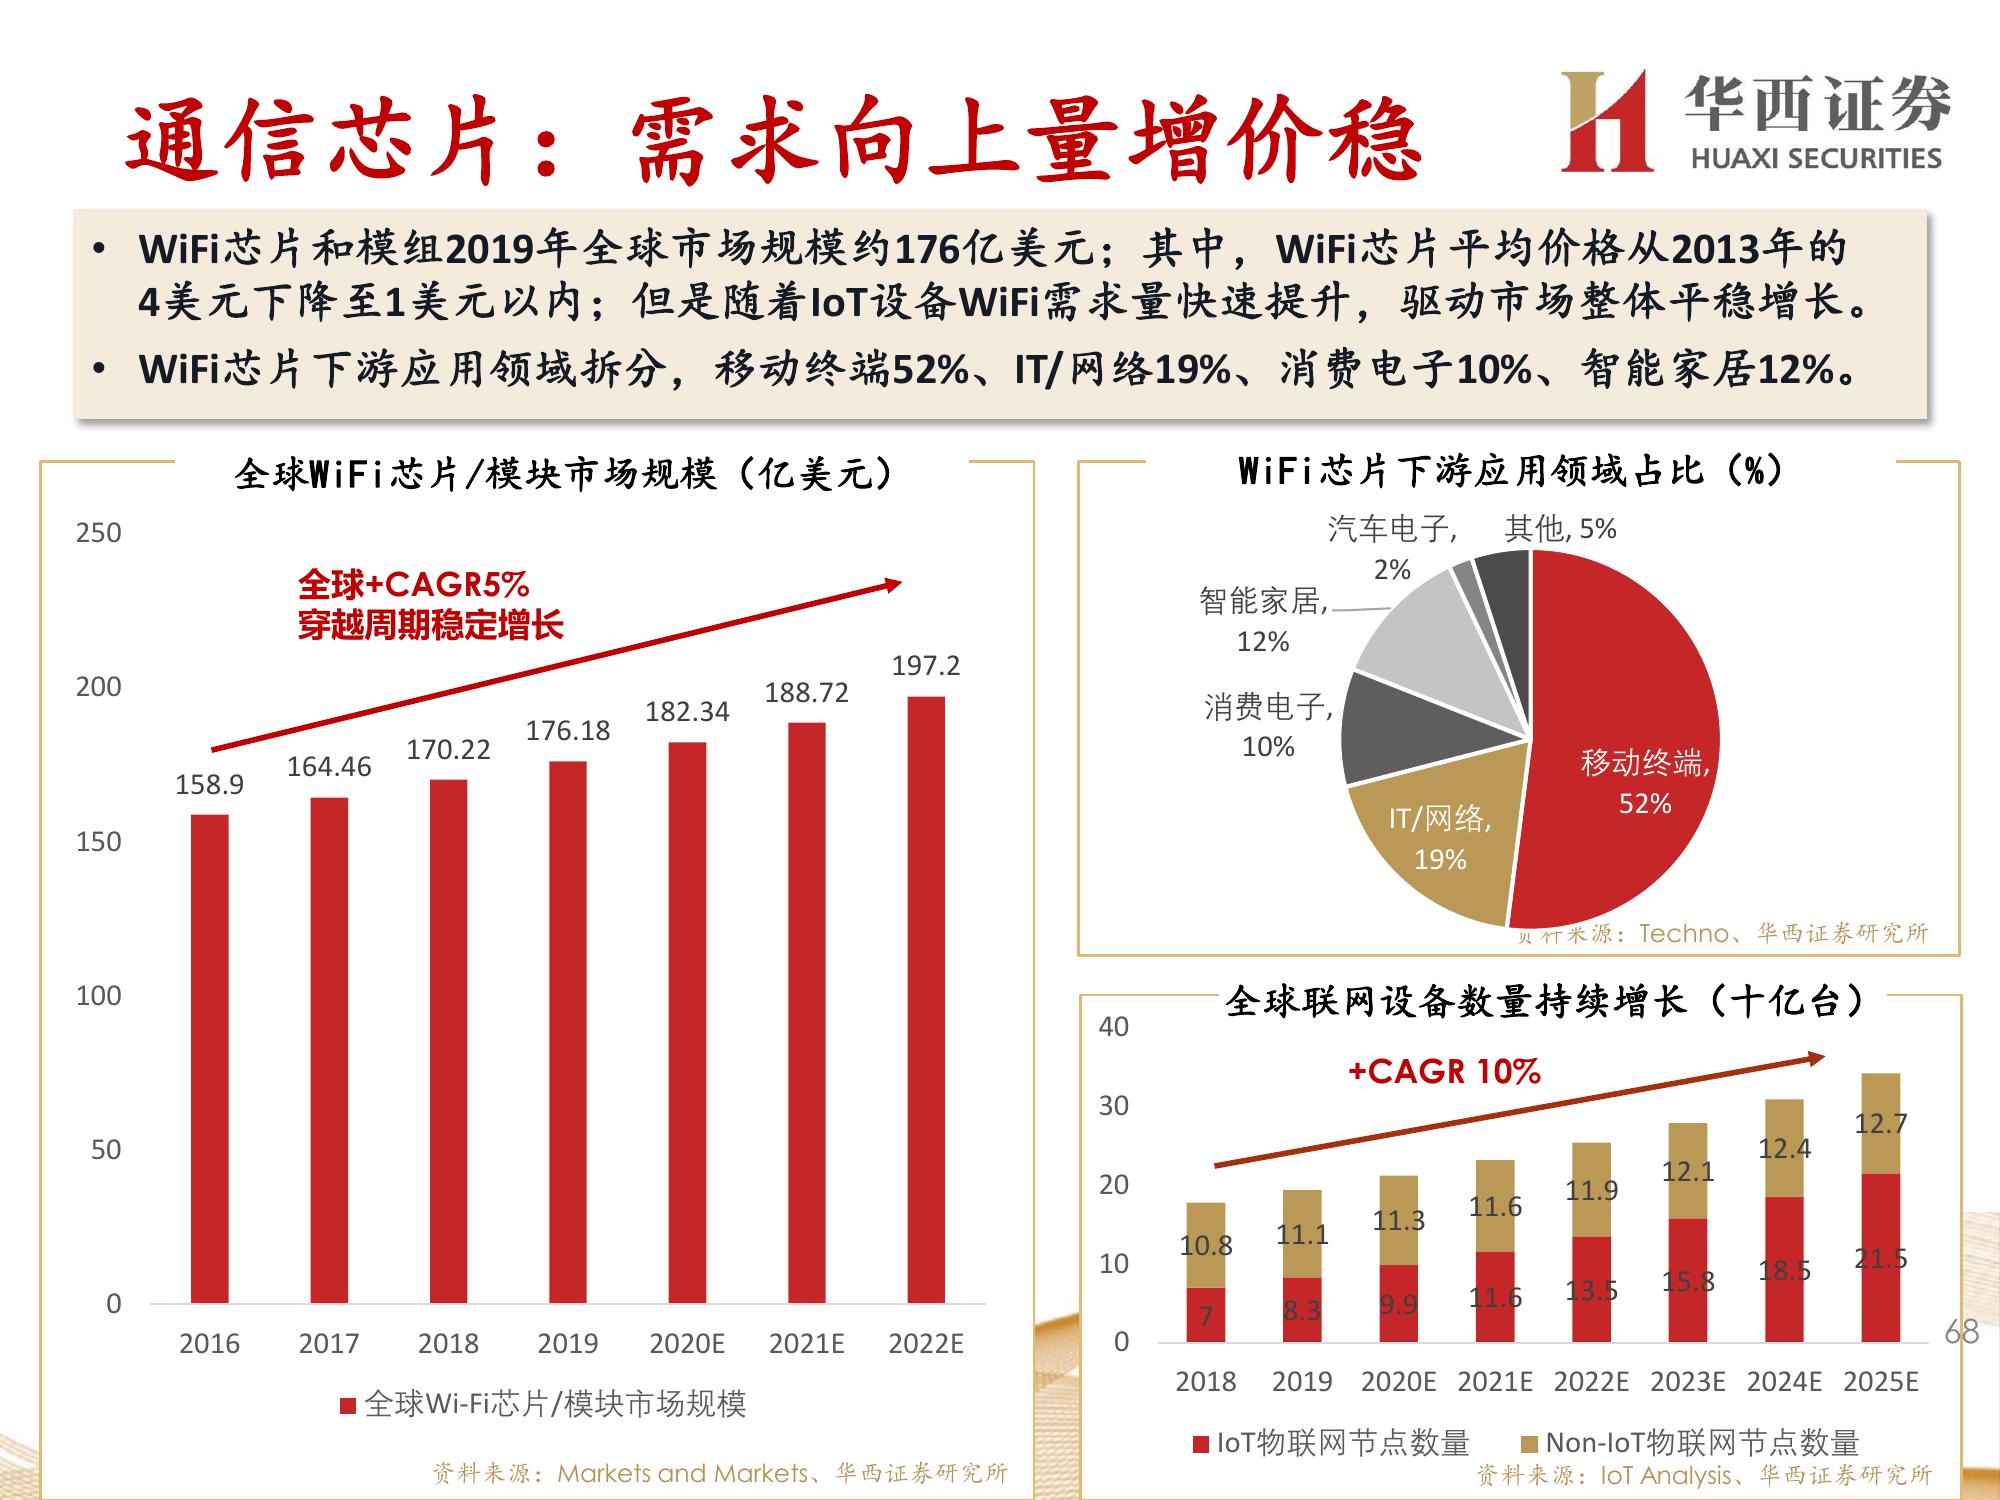 通信芯片：需求向上量增价稳
华西证券
HUAXI SECURITIES
• WiFi芯片和模组2019年全球市场规模约176亿美元；其中，WiFi芯片平均价格从2013年的
4美元下降至1美元以内；但是随着IoT设备WiFi需求量快速提升，驱动市场整体平稳增长。
• WiFi芯片下游应用领域拆分，移动终端52%、IT/网络19%、消费电子10%、智能家居12%。
全球WiFi芯片/模块市场规模（亿美元）
250
200
150
100
50
0
全球+CAGR5%
穿越周期稳定增长
158.9
164.46
170.22
176.18
182.34
188.72
197.2
2016 2017 2018 2019 2020E 2021E 2022E
全球Wi-Fi芯片/模块市场规模
资料来源：Markets and Markets、华西证券研究所
WiFi芯片下游应用领域占比（%）
汽车电子,
2%
其他, 5%
智能家居,
12%
消费电子,
10%
IT/网络,
19%
移动终端,
52%
资料来源：Techno、华西证券研究所
全球联网设备数量持续增长（十亿台）
40
30
20
10
0
+CAGR 10%
10.8 11.1 11.3 11.6 11.9 12.1 12.4 12.7
7 8.3 9.9 11.6 13.5 15.8 18.5 21.5
2018 2019 2020E 2021E 2022E 2023E 2024E 2025E
IoT物联网节点数量 Non-IoT物联网节点数量
资料来源：IoT Analysis、华西证券研究所
68